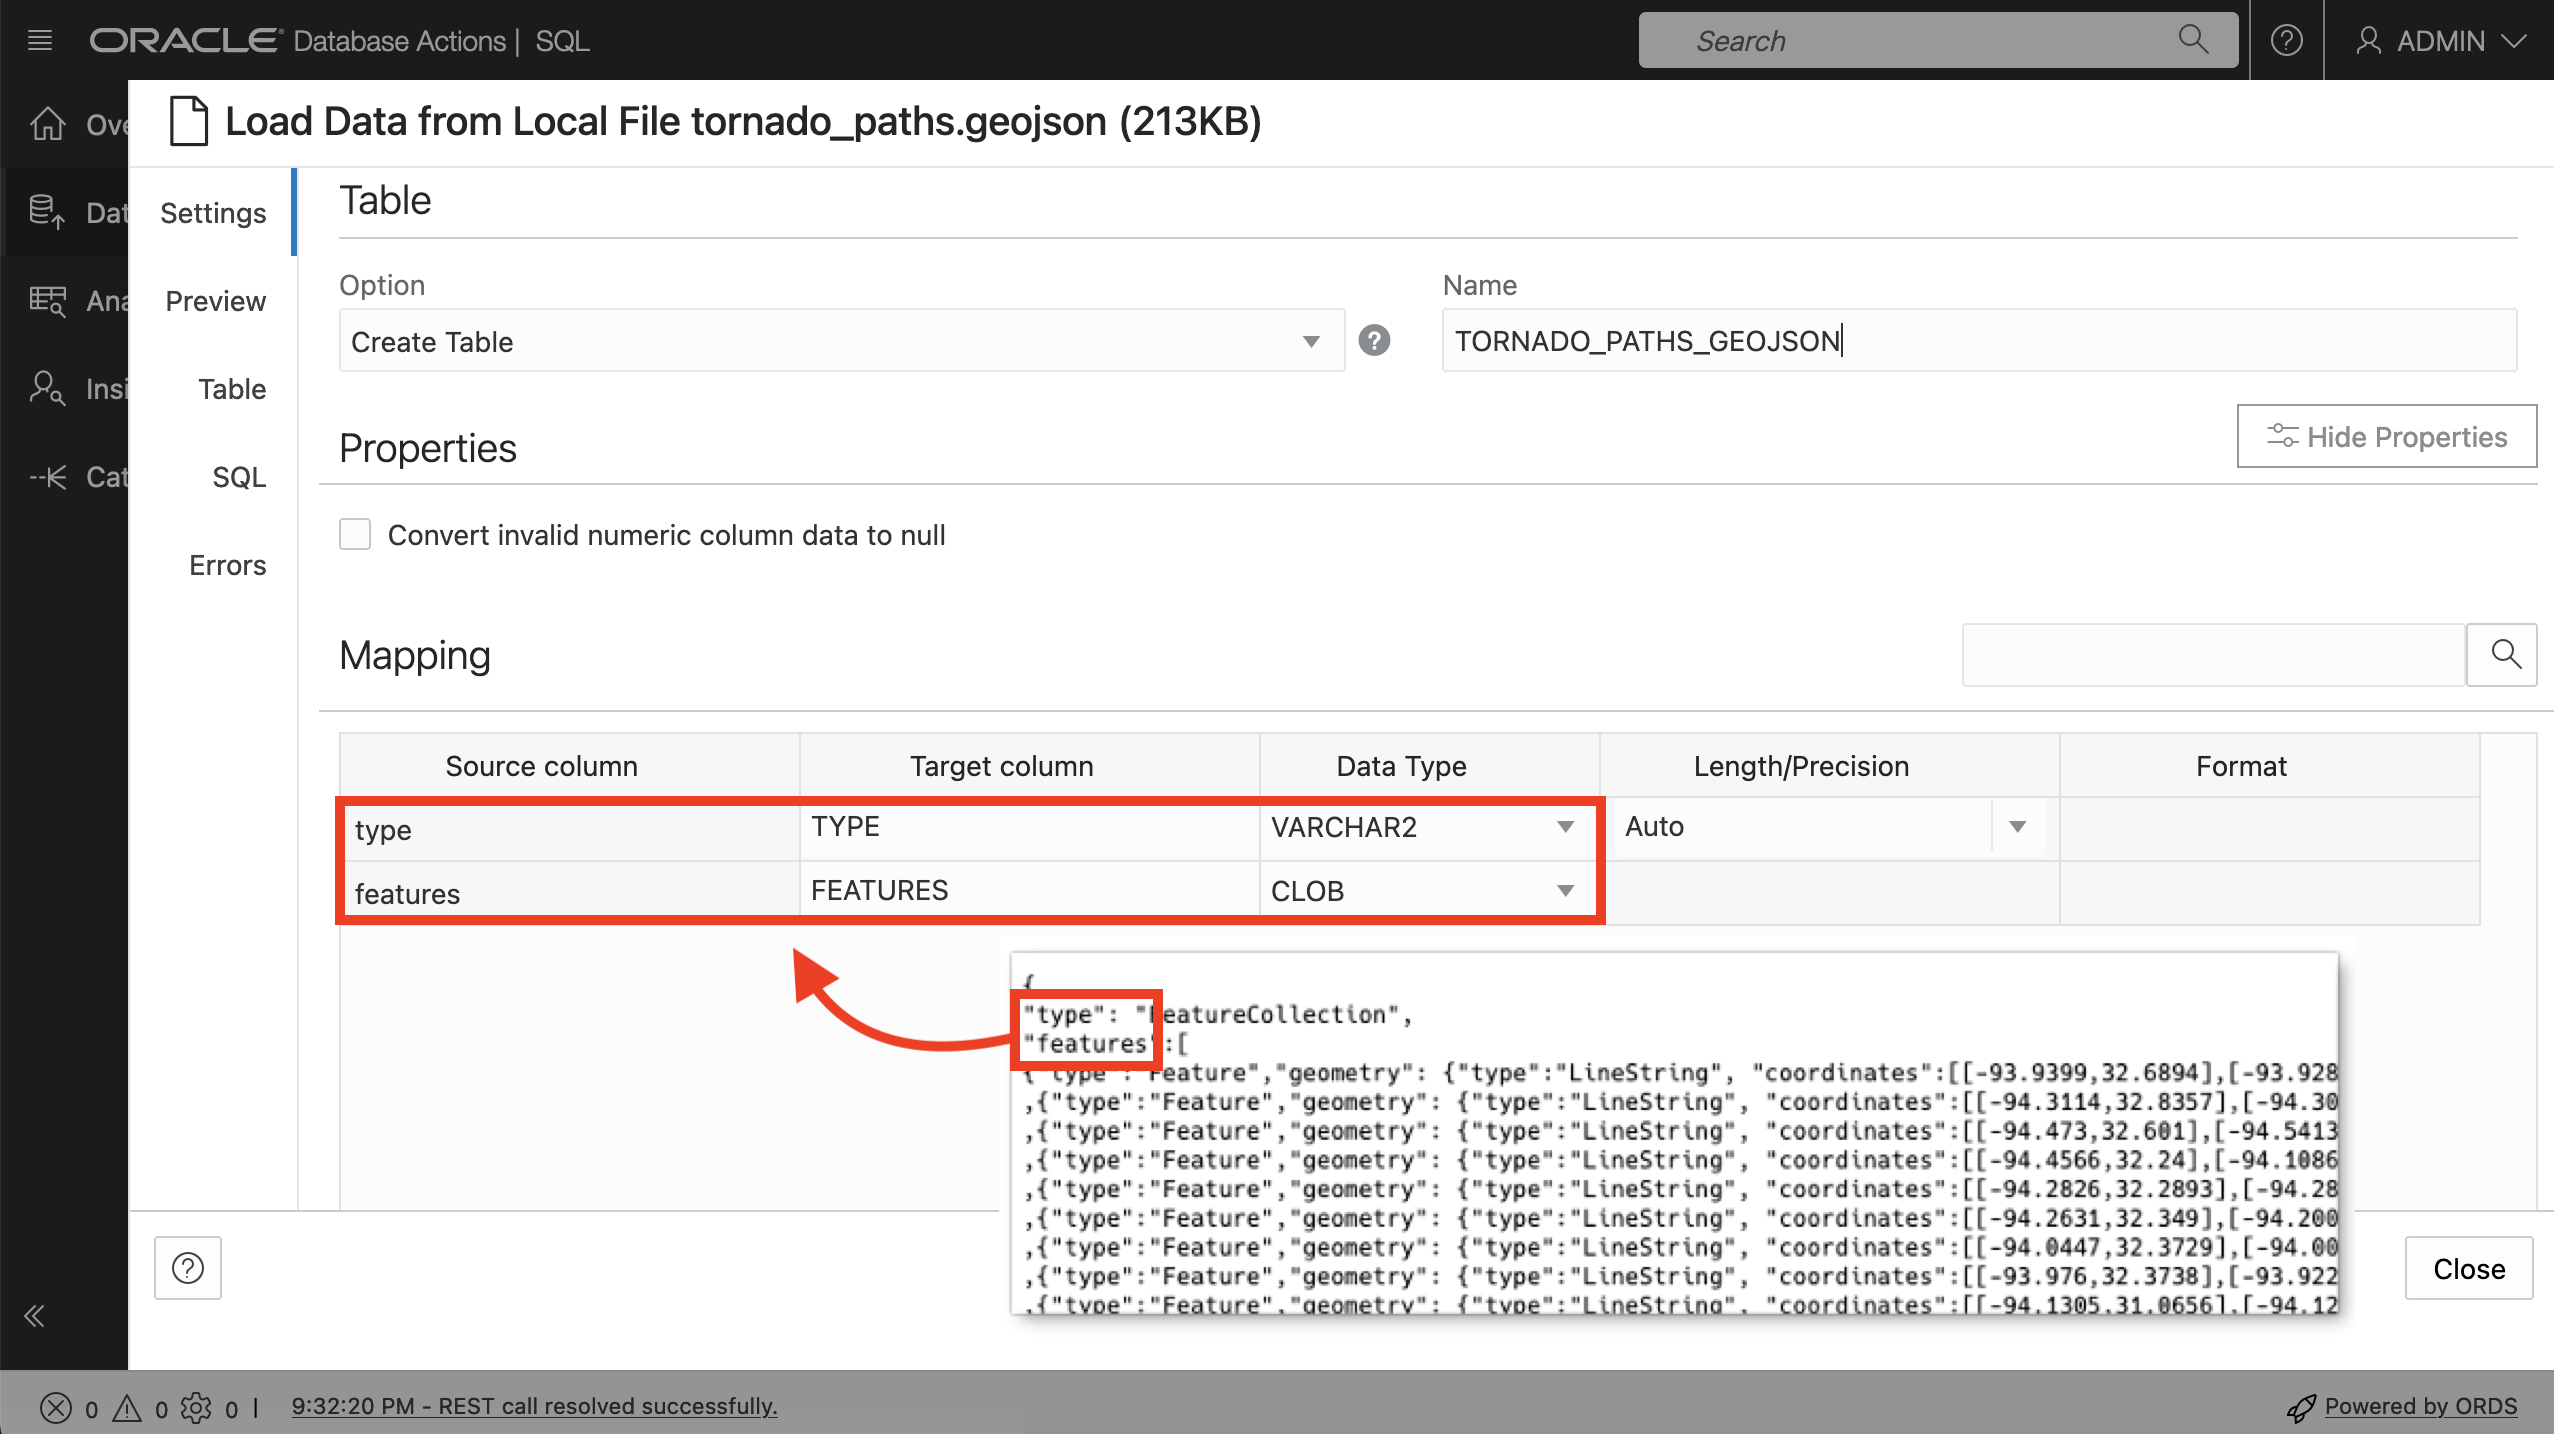 ORACLE Database Actions | SQL
Search
ADMIN
Load Data from Local File tornado_paths.geojson (213KB)
Settings
Preview
Table
SQL
Errors
Table
Option
Create Table
Name
TORNADO_PATHS_GEOJSON
Properties
Hide Properties
Convert invalid numeric column data to null
Mapping
Source column Target column Data Type Length/Precision Format
type TYPE VARCHAR2 Auto
features FEATURES CLOB
{
"type": "FeatureCollection",
"features":[
{"type":"Feature","geometry": {"type":"LineString", "coordinates":[[-93.9399,32.6894],[-93.928
,{"type":"Feature","geometry": {"type":"LineString", "coordinates":[[-94.3114,32.8357],[-94.30
,{"type":"Feature","geometry": {"type":"LineString", "coordinates":[[-94.473,32.601],[-94.5413
,{"type":"Feature","geometry": {"type":"LineString", "coordinates":[[-94.4566,32.24],[-94.1086
,{"type":"Feature","geometry": {"type":"LineString", "coordinates":[[-94.2826,32.2893],[-94.28
,{"type":"Feature","geometry": {"type":"LineString", "coordinates":[[-94.2631,32.349],[-94.200
,{"type":"Feature","geometry": {"type":"LineString", "coordinates":[[-94.0447,32.3729],[-94.00
,{"type":"Feature","geometry": {"type":"LineString", "coordinates":[[-93.976,32.3738],[-93.922
,{"type":"Feature","geometry": {"type":"LineString", "coordinates":[[-94.1305,31.0656],[-94.12
Close
0 0 0 | 9:32:20 PM - REST call resolved successfully.
Powered by ORDS